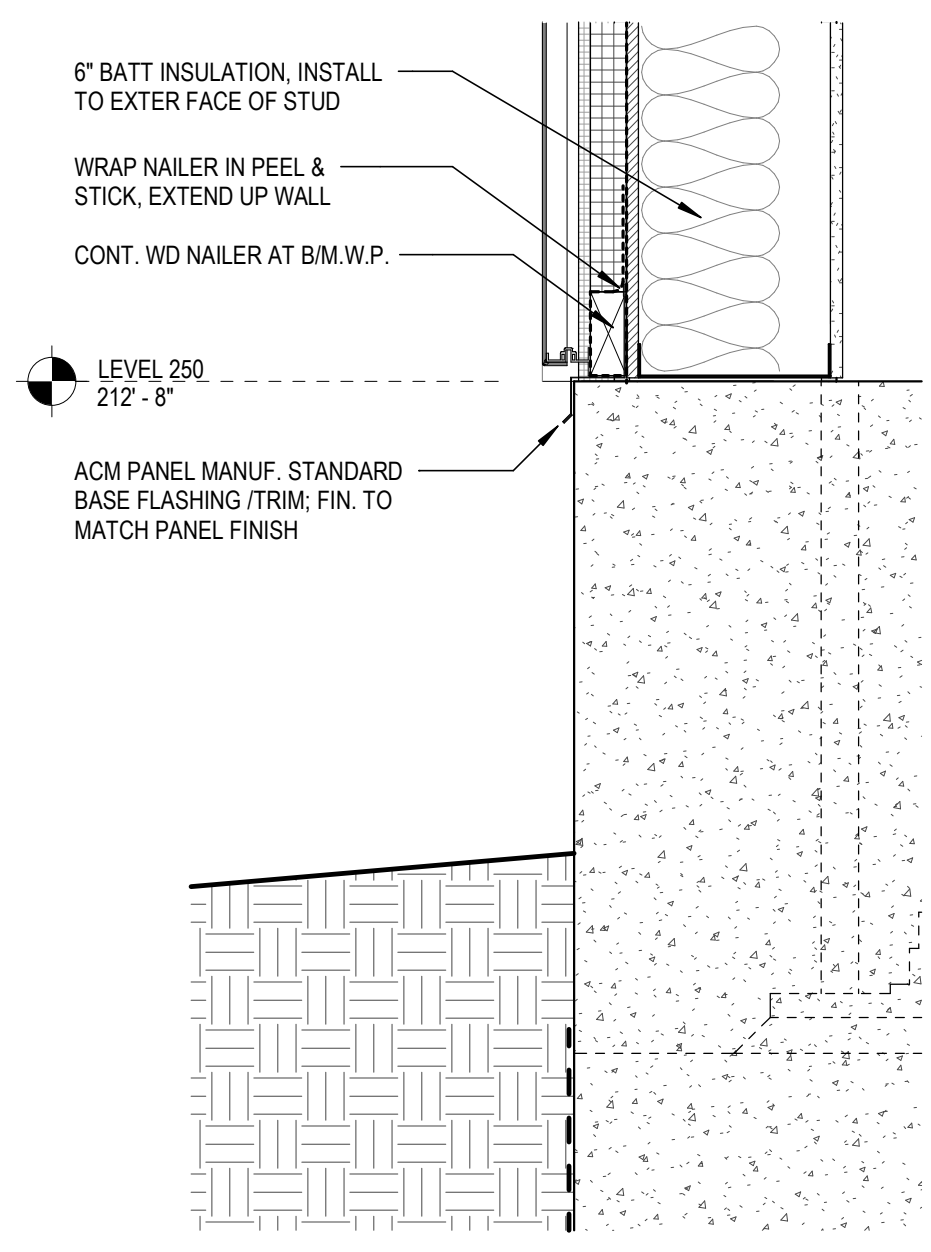 6" BATT INSULATION, INSTALL
TO EXTER FACE OF STUD
WRAP NAILER IN PEEL &
STICK, EXTEND UP WALL
CONT. WD NAILER AT B/M.W.P.
LEVEL 250
212' - 8"
ACM PANEL MANUF. STANDARD
BASE FLASHING /TRIM; FIN. TO
MATCH PANEL FINISH